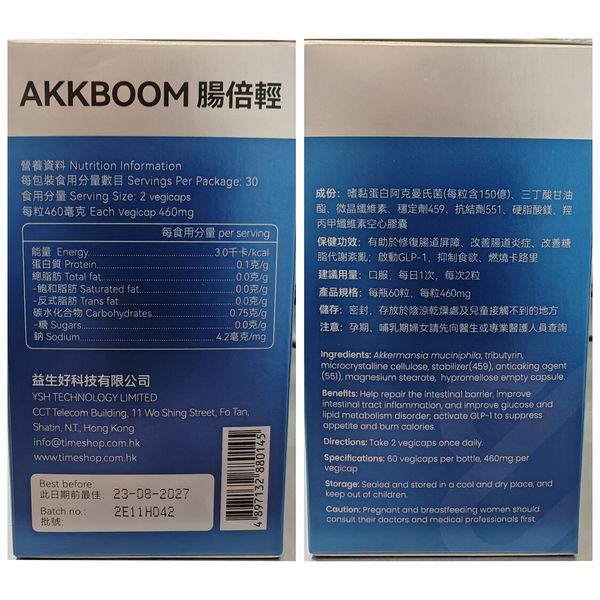 AKKBOOM 腸倍輕
營養資料 Nutrition Information
每包裝食用分量數目 Servings Per Package: 30
食用分量 Serving Size: 2 vegicaps
每粒460毫克 Each Vegicap 460mg
每食用分量 per serving
能量 Energy 3.0千卡/kcal
蛋白質 Protein 0.1克/g
總脂肪 Total fat 0.0克/g
-飽和脂肪 Saturated fat 0.0克/g
-反式脂肪 Trans fat 0.0克/g
碳水化合物 Carbohydrates 0.75克/g
-糖 Sugars 0.0克/g
鈉 Sodium 4.2毫克/mg
益生好科技有限公司
YSH TECHNOLOGY LIMITED
CCT Telecom Building, 11 Wo Shing Street, Fo Tan,
Shatin, N.T., Hong Kong
info@timeshop.com.hk
www.timeshop.com.hk
Best before:
此日期前最佳: 23-08-2027
Batch no.: 2E11H042
批號:
4 897132 880145
成份: 嗜黏蛋白阿克曼氏菌(每粒含150億)、三丁酸甘油
酯、微晶纖維素、穩定劑459、抗結劑551、硬脂酸鎂、羥
丙甲纖維素空心膠囊
保健功效: 有助於修復腸道屏障、改善腸道炎症、改善糖
脂代謝紊亂; 啟動GLP-1, 抑制食欲、燃燒卡路里
建議用量: 口服, 每日1次, 每次2粒
產品規格: 每瓶60粒, 每粒460mg
儲存: 密封, 存放於陰涼乾燥處及兒童接觸不到的地方
注意: 孕期、哺乳期婦女請先向醫生或專業醫護人員查詢
Ingredients: Akkermansia muciniphila, tributyrin,
microcrystalline cellulose, stabilizer(459), anticaking agent
(551), magnesium stearate, hypromellose empty capsule.
Benefits: Help repair the intestinal barrier, improve
intestinal tract inflammation, and improve glucose and
lipid metabolism disorder; activate GLP-1 to suppress
appetite and burn calories.
Directions: Take 2 vegicaps once daily.
Specifications: 60 vegicaps per bottle, 460mg per
vegicap
Storage: Sealed and stored in a cool and dry place, and
keep out of children.
Caution: Pregnant and breastfeeding women should
consult their doctors and medical professionals first.